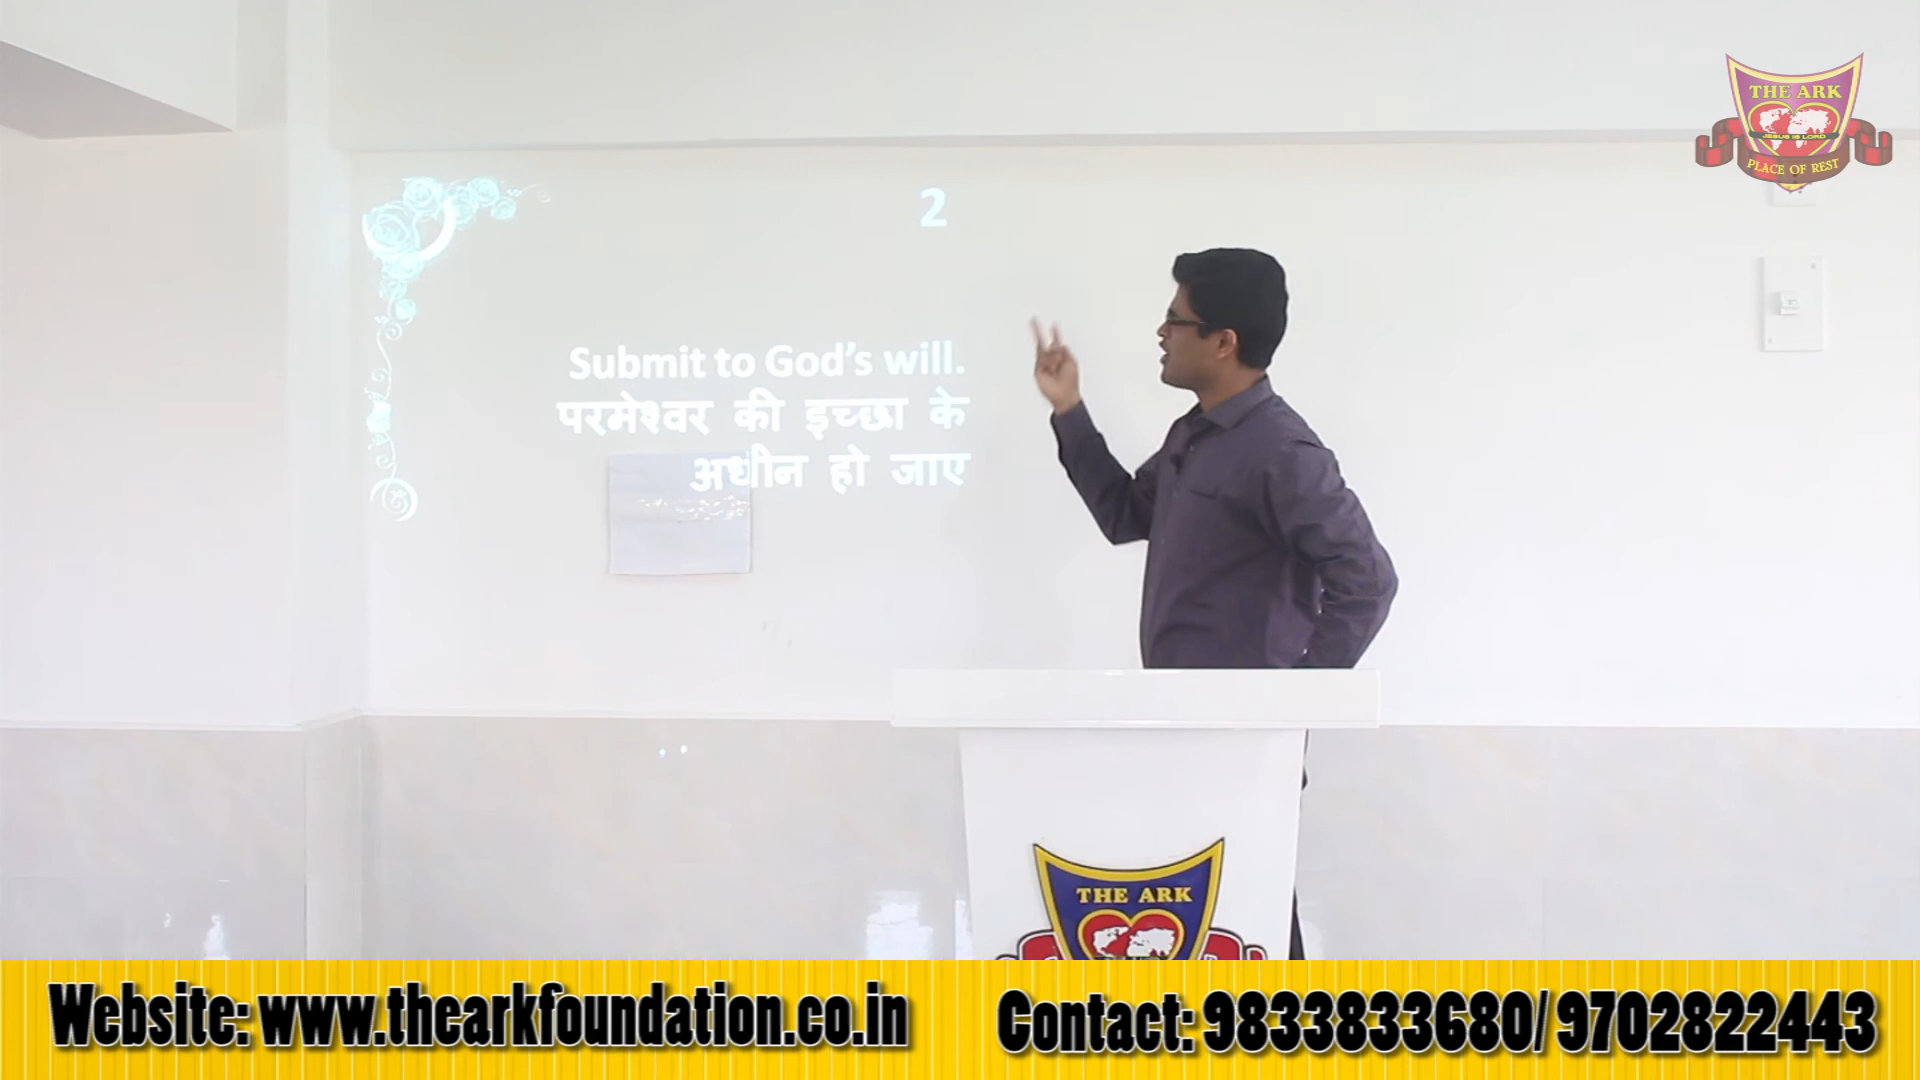 THE ARK
JESUS IS LORD
PLACE OF REST
2
Submit to God's will.
परमेश्वर की इच्छा के
अधीन हो जाए
THE ARK
Website: www.thearkfoundation.co.in
Contact: 9833833680/ 9702822443